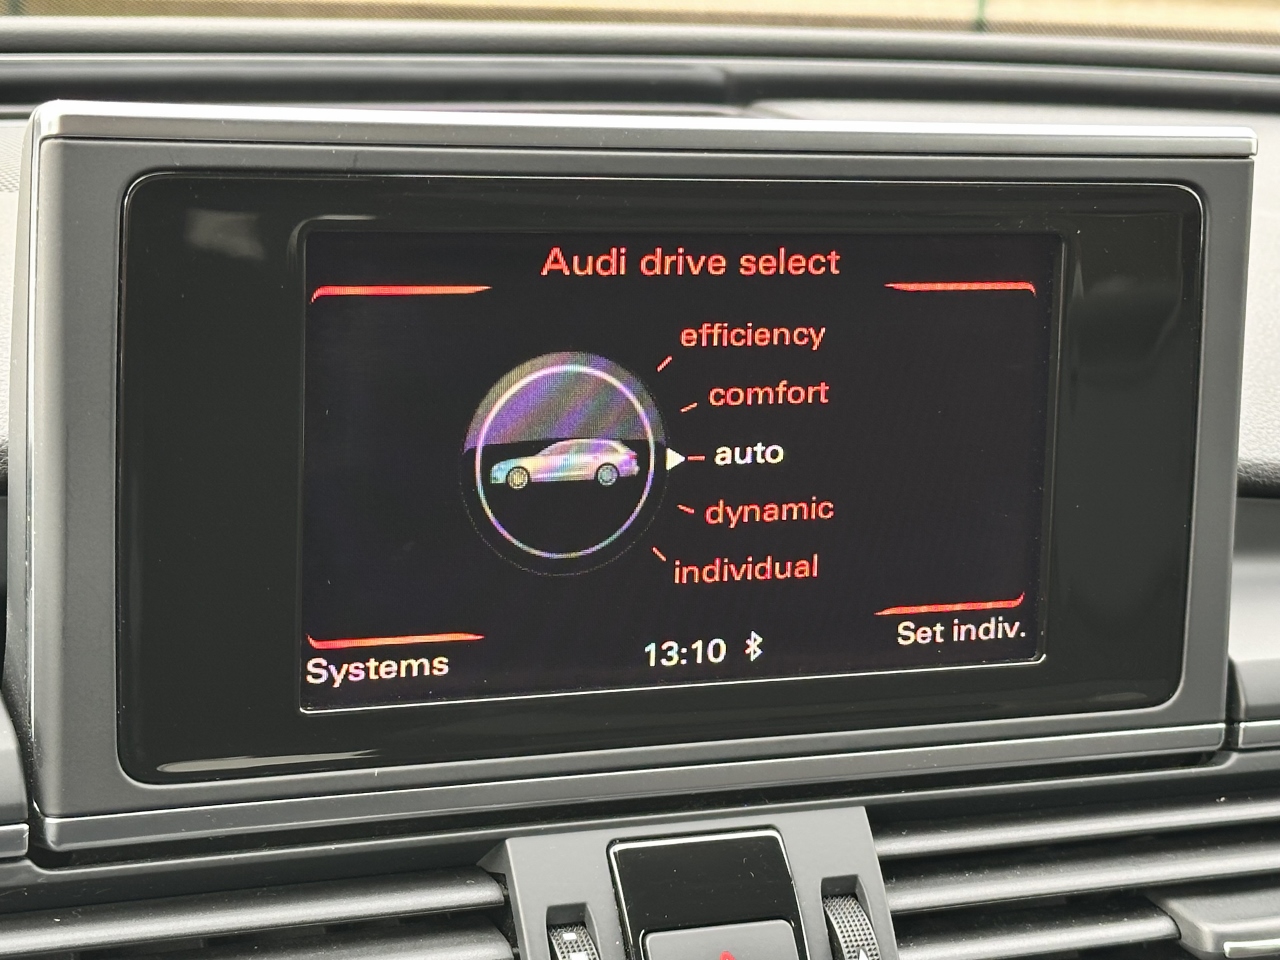 Audi drive select
efficiency
comfort
auto
dynamic
individual
Set indiv.
Systems
13:10